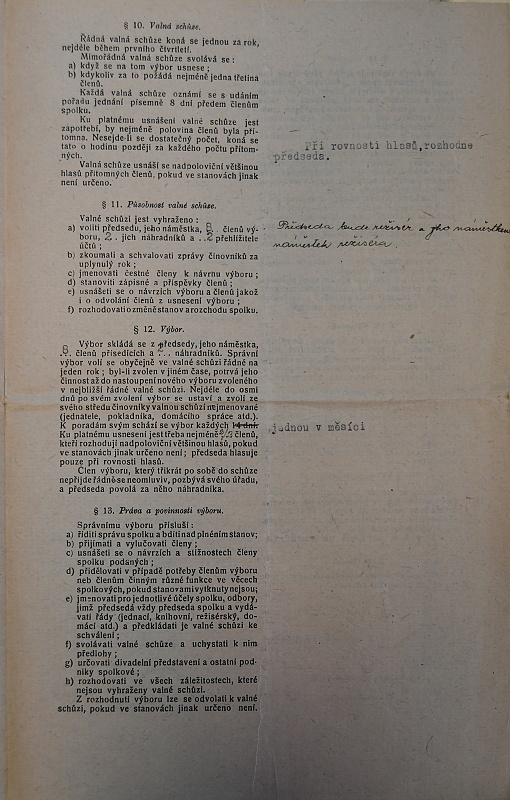 § 10. Valná schůze.
Řádná valná schůze koná se jednou za rok,
nejdéle během prvního čtvrtletí.
Mimořádná valná schůze svolává se :
a) když se na tom výbor usnese ;
b) kdykoliv za to požádá nejméně jedna třetina
členů.
Každá valná schůze oznámí se s udáním
pořadu jednání písemně 8 dní předem členům
spolku.
Ku platnému usnášení valné schůze jest
zapotřebí, by nejméně polovina členů byla pří-
tomna. Nesejde-li se dostatečný počet, koná se
tato o hodinu později za každého počtu přítom-
ných.
Valná schůze usnáší se nadpoloviční většinou
hlasů přítomných členů, pokud ve stanovách jinak
není určeno.
Při rovnosti hlasů,rozhodne
předseda.
§ 11. Působnost valné schůze.
Valné schůzi jest vyhraženo :
a) voliti předsedu, jeho náměstka, 8 členů vý-
boru, 2 jich náhradníků a 2 přehlížitele
účtů ;
b) zkoumati a schvalovati zprávy činovníků za
uplynulý rok ;
c) jmenovati čestné členy k návrhu výboru ;
d) stanoviti zápisné a příspěvky členů ;
e) usnášeti se o návrzích výboru a členů jakož
i o odvolání členů z usnesení výboru ;
f) rozhodovati o změně stanov a rozchodu spolku.
Předseda bude režisér a jeho náměstkem
náměstek režiséra.
§ 12. Výbor.
Výbor skládá se z předsedy, jeho náměstka,
8 členů přísedících a náhradníků. Správní
výbor volí se obyčejně ve valné schůzi řádné na
jeden rok ; byl-li zvolen v jiném čase, potrvá jeho
činnost až do nastoupení nového výboru zvoleného
v nejbližší řádné valné schůzi. Nejdéle do osmi
dnů po svém zvolení výbor se ustaví a zvolí ze
svého středu činovníky valnou schůzí nejmenované
(jednatele, pokladníka, domácího správce atd.).
K poradám svým schází se výbor každých 14 dní.
Ku platnému usnesení jest třeba nejméně 2/3 členů,
kteří rozhodují nadpoloviční většinou hlasů, pokud
ve stanovách jinak určeno není ; předseda hlasuje
pouze při rovnosti hlasů.
Člen výboru, který třikrát po sobě do schůze
nepřijde řádně se neomluviv, pozbývá svého úřadu,
a předseda povolá za něho náhradníka.
jednou v měsíci
§ 13. Práva a povinnosti výboru.
Správnímu výboru přísluší :
a) říditi správu spolku a bdíti nad plněním stanov ;
b) přijímati a vylučovati členy ;
c) usnášeti se o návrzích a stížnostech členy
spolku podaných ;
d) přidělovati v případě potřeby členům výboru
neb členům činným různé funkce ve věcech
spolkových, pokud stanovami vytknuty nejsou ;
e) jmenovati pro jednotlivé účely spolku, odbory,
jimž předsedá vždy předseda spolku a vydá-
vati řády (jednací, knihovní, režisérský, do-
mácí atd.) a předkládati je valné schůzi ke
schválení ;
f) svolávati valné schůze a uchystati k nim
předlohy ;
g) určovati divadelní představení a ostatní pod-
niky spolkové ;
h) rozhodovati ve všech záležitostech, které
nejsou vyhraženy valné schůzi.
Z rozhodnutí výboru lze se odvolati k valné
schůzi, pokud ve stanovách jinak určeno není.